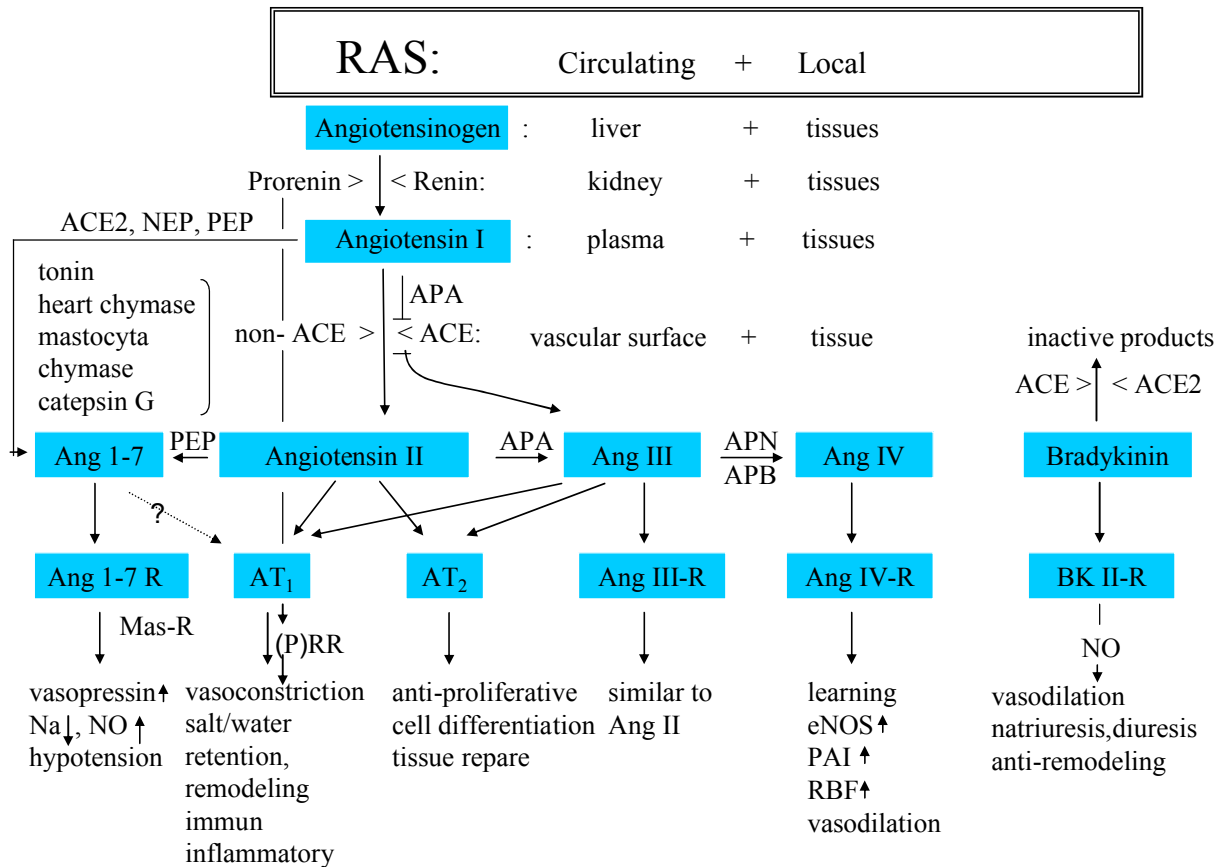 RAS: Circulating + Local
Angiotensinogen : liver + tissues
Prorenin > < Renin: kidney + tissues
ACE2, NEP, PEP
Angiotensin I : plasma + tissues
tonin
heart chymase
mastocyta
chymase
catepsin G
APA
non- ACE > < ACE: vascular surface + tissue
inactive products
ACE > < ACE2
Ang 1-7 PEP Angiotensin II APA Ang III APN Ang IV Bradykinin
APB
?
Ang 1-7 R AT1 AT2 Ang III-R Ang IV-R BK II-R
Mas-R
(P)RR
NO
vasopressin↑
Na↓, NO ↑
hypotension
vasoconstriction
salt/water
retention,
remodeling
immun
inflammatory
anti-proliferative
cell differentiation
tissue repare
similar to
Ang II
learning
eNOS↑
PAI ↑
RBF↑
vasodilation
vasodilation
natriuresis,diuresis
anti-remodeling